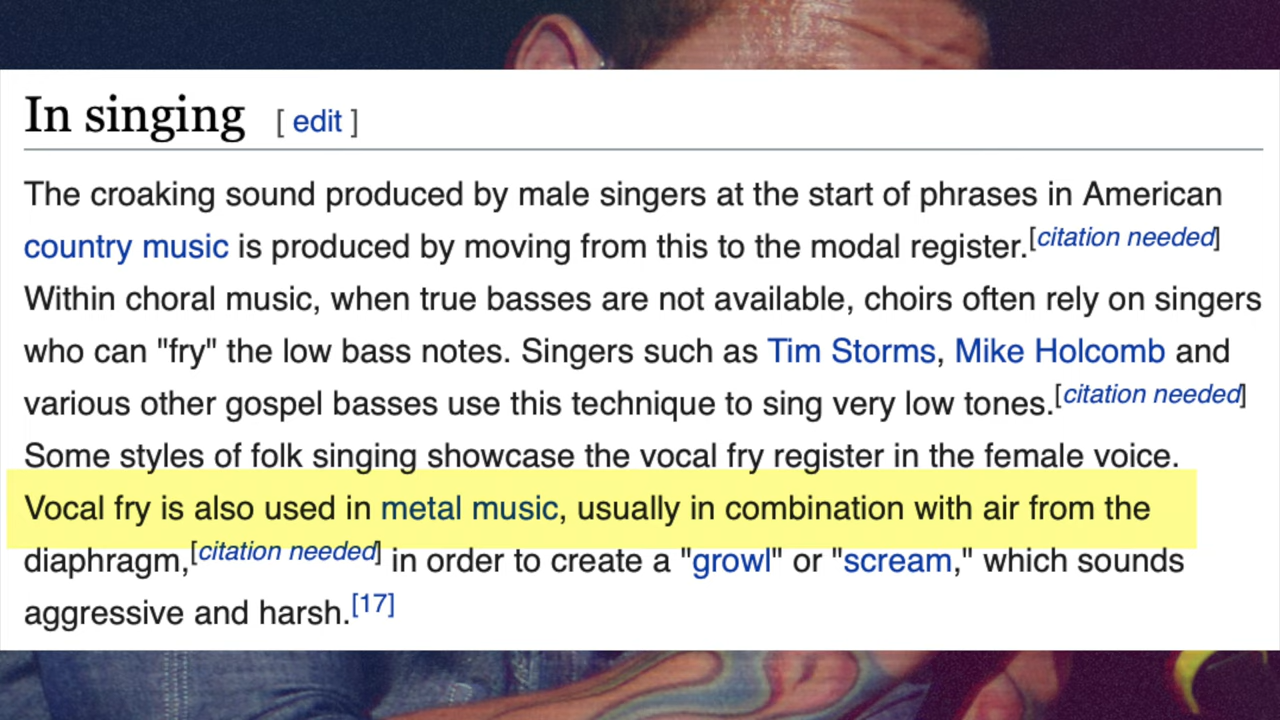 In singing [ edit ]
The croaking sound produced by male singers at the start of phrases in American
country music is produced by moving from this to the modal register.[citation needed]
Within choral music, when true basses are not available, choirs often rely on singers
who can "fry" the low bass notes. Singers such as Tim Storms, Mike Holcomb and
various other gospel basses use this technique to sing very low tones.[citation needed]
Some styles of folk singing showcase the vocal fry register in the female voice.
Vocal fry is also used in metal music, usually in combination with air from the
diaphragm,[citation needed] in order to create a "growl" or "scream," which sounds
aggressive and harsh.[17]